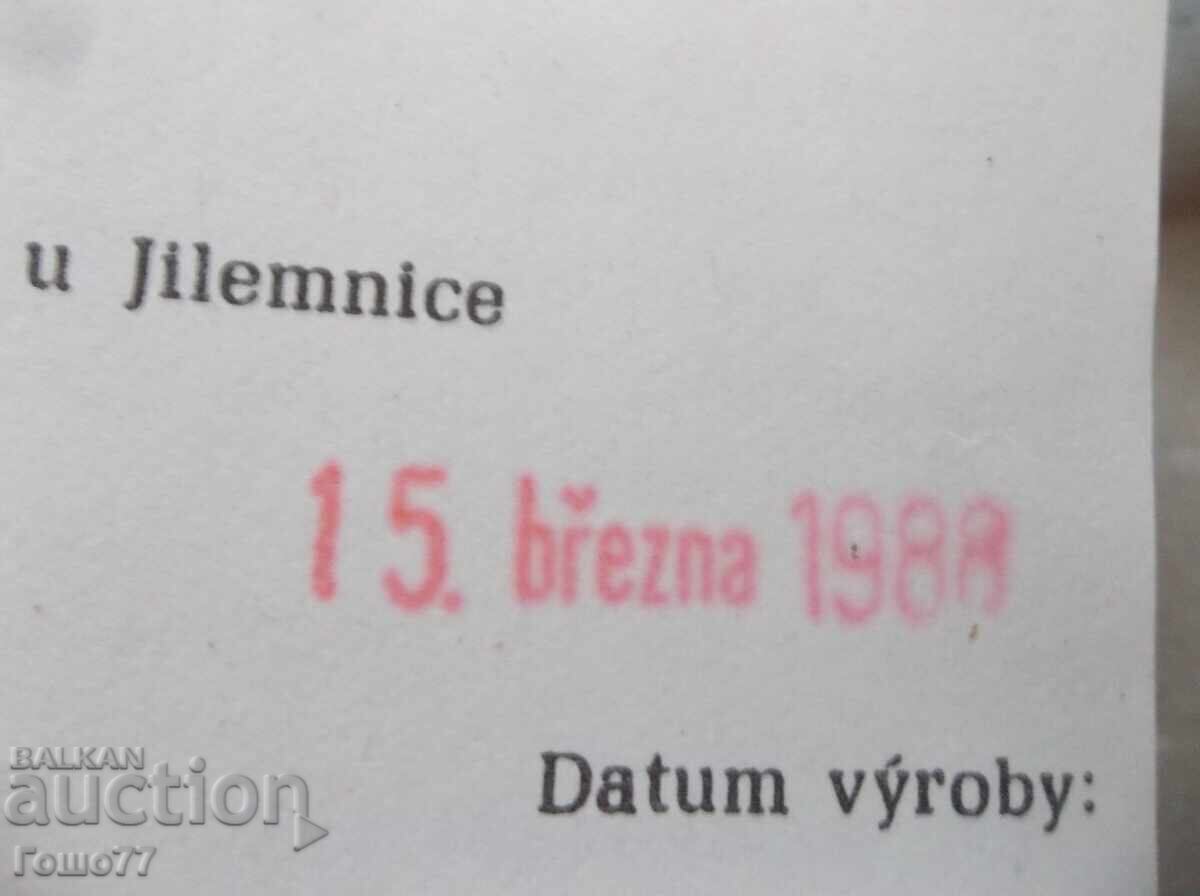 u Jilemnice
15. března 1988
Datum výroby:
BALKAN
auction
Гошо77